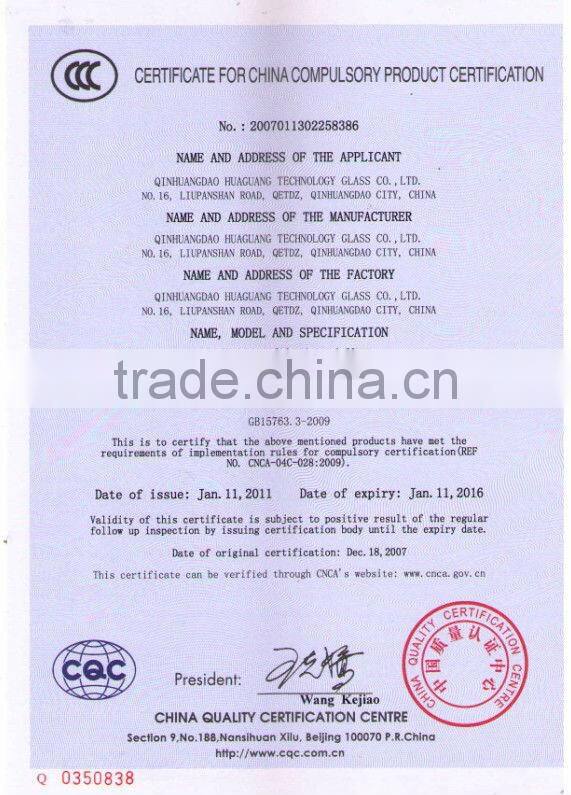 CERTIFICATE FOR CHINA COMPULSORY PRODUCT CERTIFICATION
No. : 2007011302258386
NAME AND ADDRESS OF THE APPLICANT
QINHUANGDAO HUAGUANG TECHNOLOGY GLASS CO.,LTD.
NO.16, LIUPANSHAN ROAD, QETDZ, QINHUANGDAO CITY, CHINA
NAME AND ADDRESS OF THE MANUFACTURER
QINHUANGDAO HUAGUANG TECHNOLOGY GLASS CO.,LTD.
NO.16, LIUPANSHAN ROAD, QETDZ, QINHUANGDAO CITY, CHINA
NAME AND ADDRESS OF THE FACTORY
QINHUANGDAO HUAGUANG TECHNOLOGY GLASS CO.,LTD.
NO.16, LIUPANSHAN ROAD, QETDZ, QINHUANGDAO CITY, CHINA
NAME, MODEL AND SPECIFICATION
trade.china.cn
GB15763.3-2009
This is to certify that the above mentioned products have met the
requirements of implementation rules for compulsory certification(REF
NO. CNCA-04C-028:2009).
Date of issue: Jan.11,2011 Date of expiry: Jan.11,2016
Validity of this certificate is subject to positive result of the regular
follow up inspection by issuing certification body until the expiry date.
Date of original certification: Dec.18,2007
This certificate can be verified through CNCA's website: www.cnca.gov.cn
CHINA QUALITY CERTIFICATION CENTRE
中国质量认证中心
CQC
President:
Wang Kejiao
CHINA QUALITY CERTIFICATION CENTRE
Section 9,No.188,Nansihuan Xilu, Beijing 100070 P.R.China
http://www.cqc.com.cn
Q 0350838